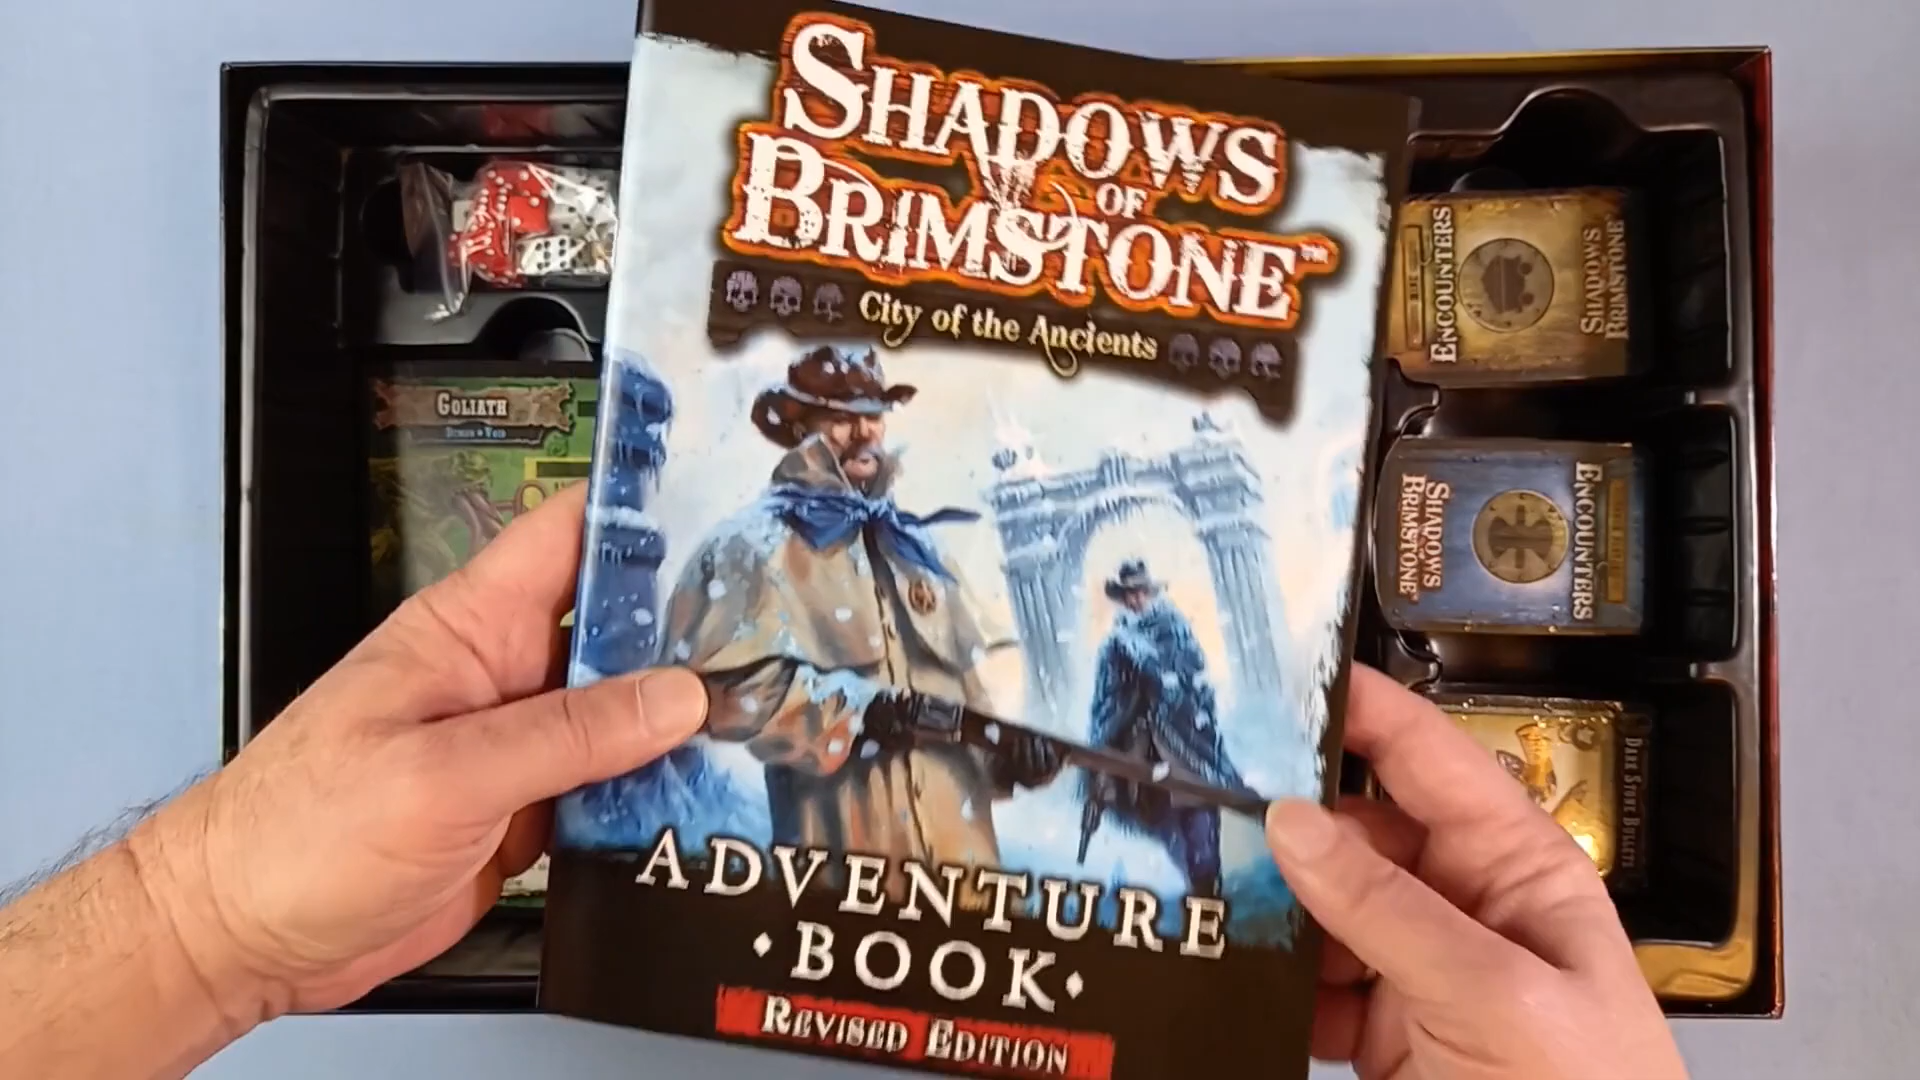 SHADOWS
OF
BRIMSTONE™
City of the Ancients
ADVENTURE
BOOK
REVISED EDITION
GOLIATH
ENCOUNTERS
SHADOWS
OF
BRIMSTONE
ENCOUNTERS
SHADOWS
OF
BRIMSTONE
DARK STONE BULLETS